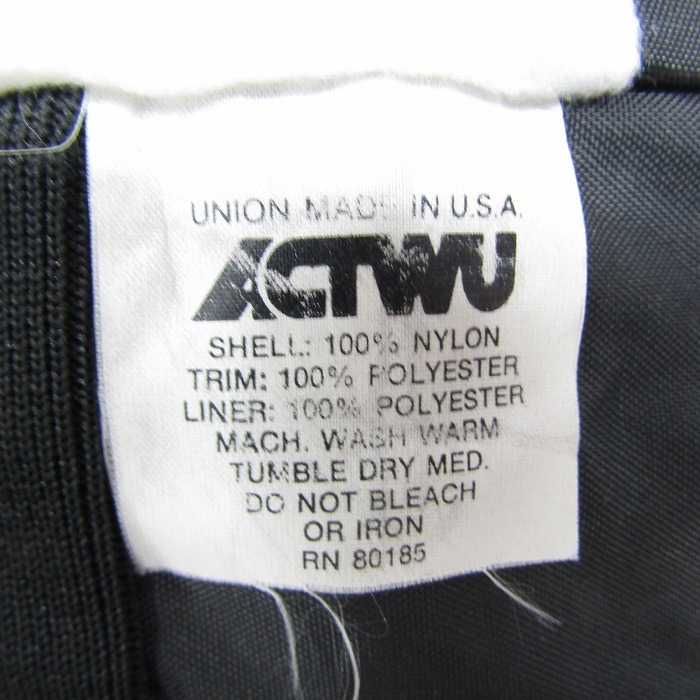 UNION MADE IN U.S.A.
ACTWU
SHELL: 100% NYLON
TRIM: 100% POLYESTER
LINER: 100% POLYESTER
MACH. WASH WARM
TUMBLE DRY MED.
DO NOT BLEACH
OR IRON
RN 80185